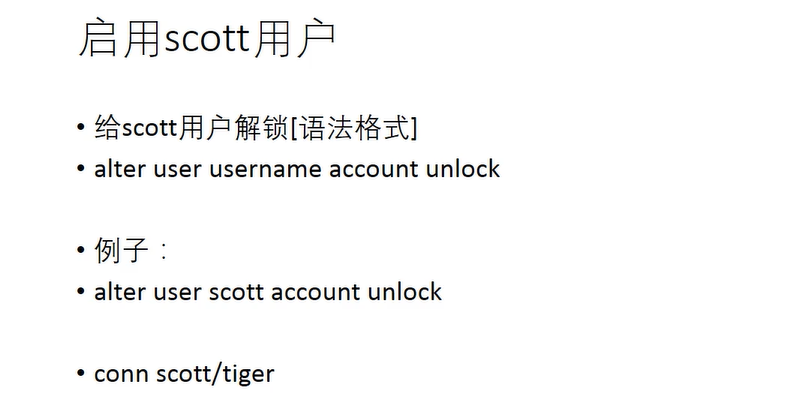 启用scott用户
• 给scott用户解锁[语法格式]
• alter user username account unlock
• 例子：
• alter user scott account unlock
• conn scott/tiger